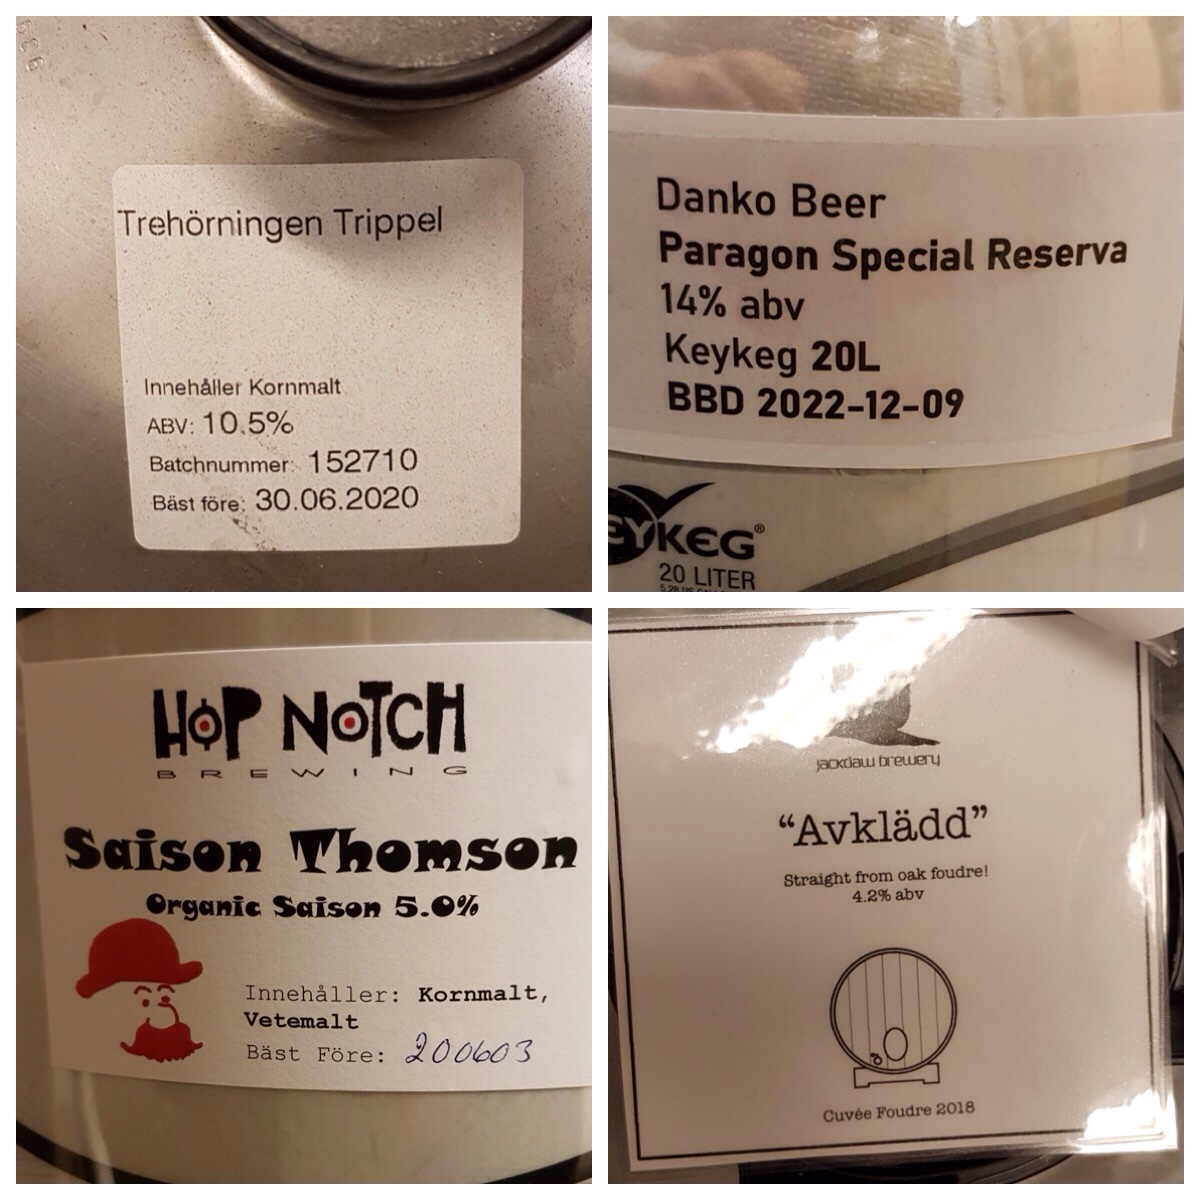 Trehörningen Trippel
Innehåller Kornmalt
ABV: 10.5%
Batchnummer: 152710
Bäst före: 30.06.2020
Danko Beer
Paragon Special Reserva
14% abv
Keykeg 20L
BBD 2022-12-09
EYKEG®
20 LITER
HOP NOTCH
BREWING
Saison Thomson
Organic Saison 5.0%
Innehåller: Kornmalt,
Vetemalt
Bäst Före: 200603
jackdaw brewery
“Avklädd”
Straight from oak foudre!
4.2% abv
Cuvée Foudre 2018